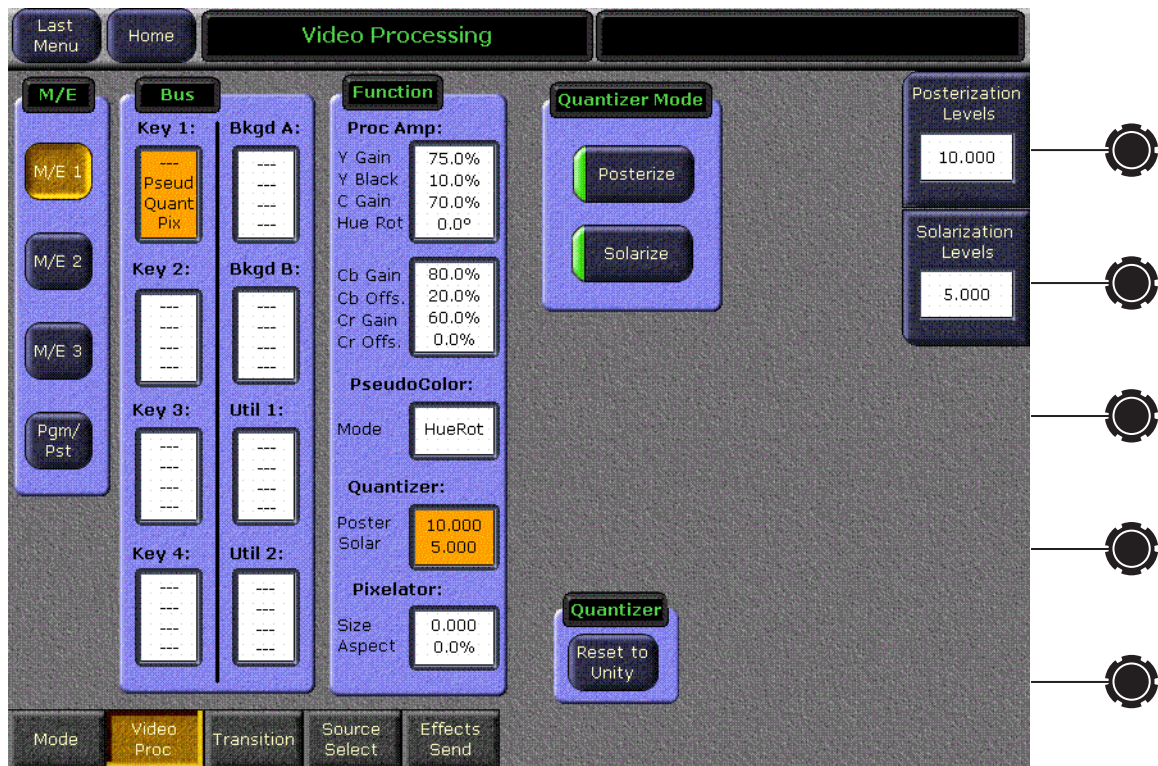 Last
Menu
Home
Video Processing
M/E
M/E 1
M/E 2
M/E 3
Pgm/
Pst
Bus
Key 1:
---
Pseud
Quant
Pix
Bkgd A:
---
---
---
---
Key 2:
---
---
---
---
Bkgd B:
---
---
---
---
Key 3:
---
---
---
---
Util 1:
---
---
---
---
Key 4:
---
---
---
---
Util 2:
---
---
---
---
Function
Proc Amp:
Y Gain 75.0%
Y Black 10.0%
C Gain 70.0%
Hue Rot 0.0°
Cb Gain 80.0%
Cb Offs. 20.0%
Cr Gain 60.0%
Cr Offs. 0.0%
PseudoColor:
Mode HueRot
Quantizer:
Poster 10.000
Solar 5.000
Pixelator:
Size 0.000
Aspect 0.0%
Quantizer Mode
Posterize
Solarize
Quantizer
Reset to
Unity
Posterization
Levels
10.000
Solarization
Levels
5.000
Mode
Video
Proc
Transition
Source
Select
Effects
Send